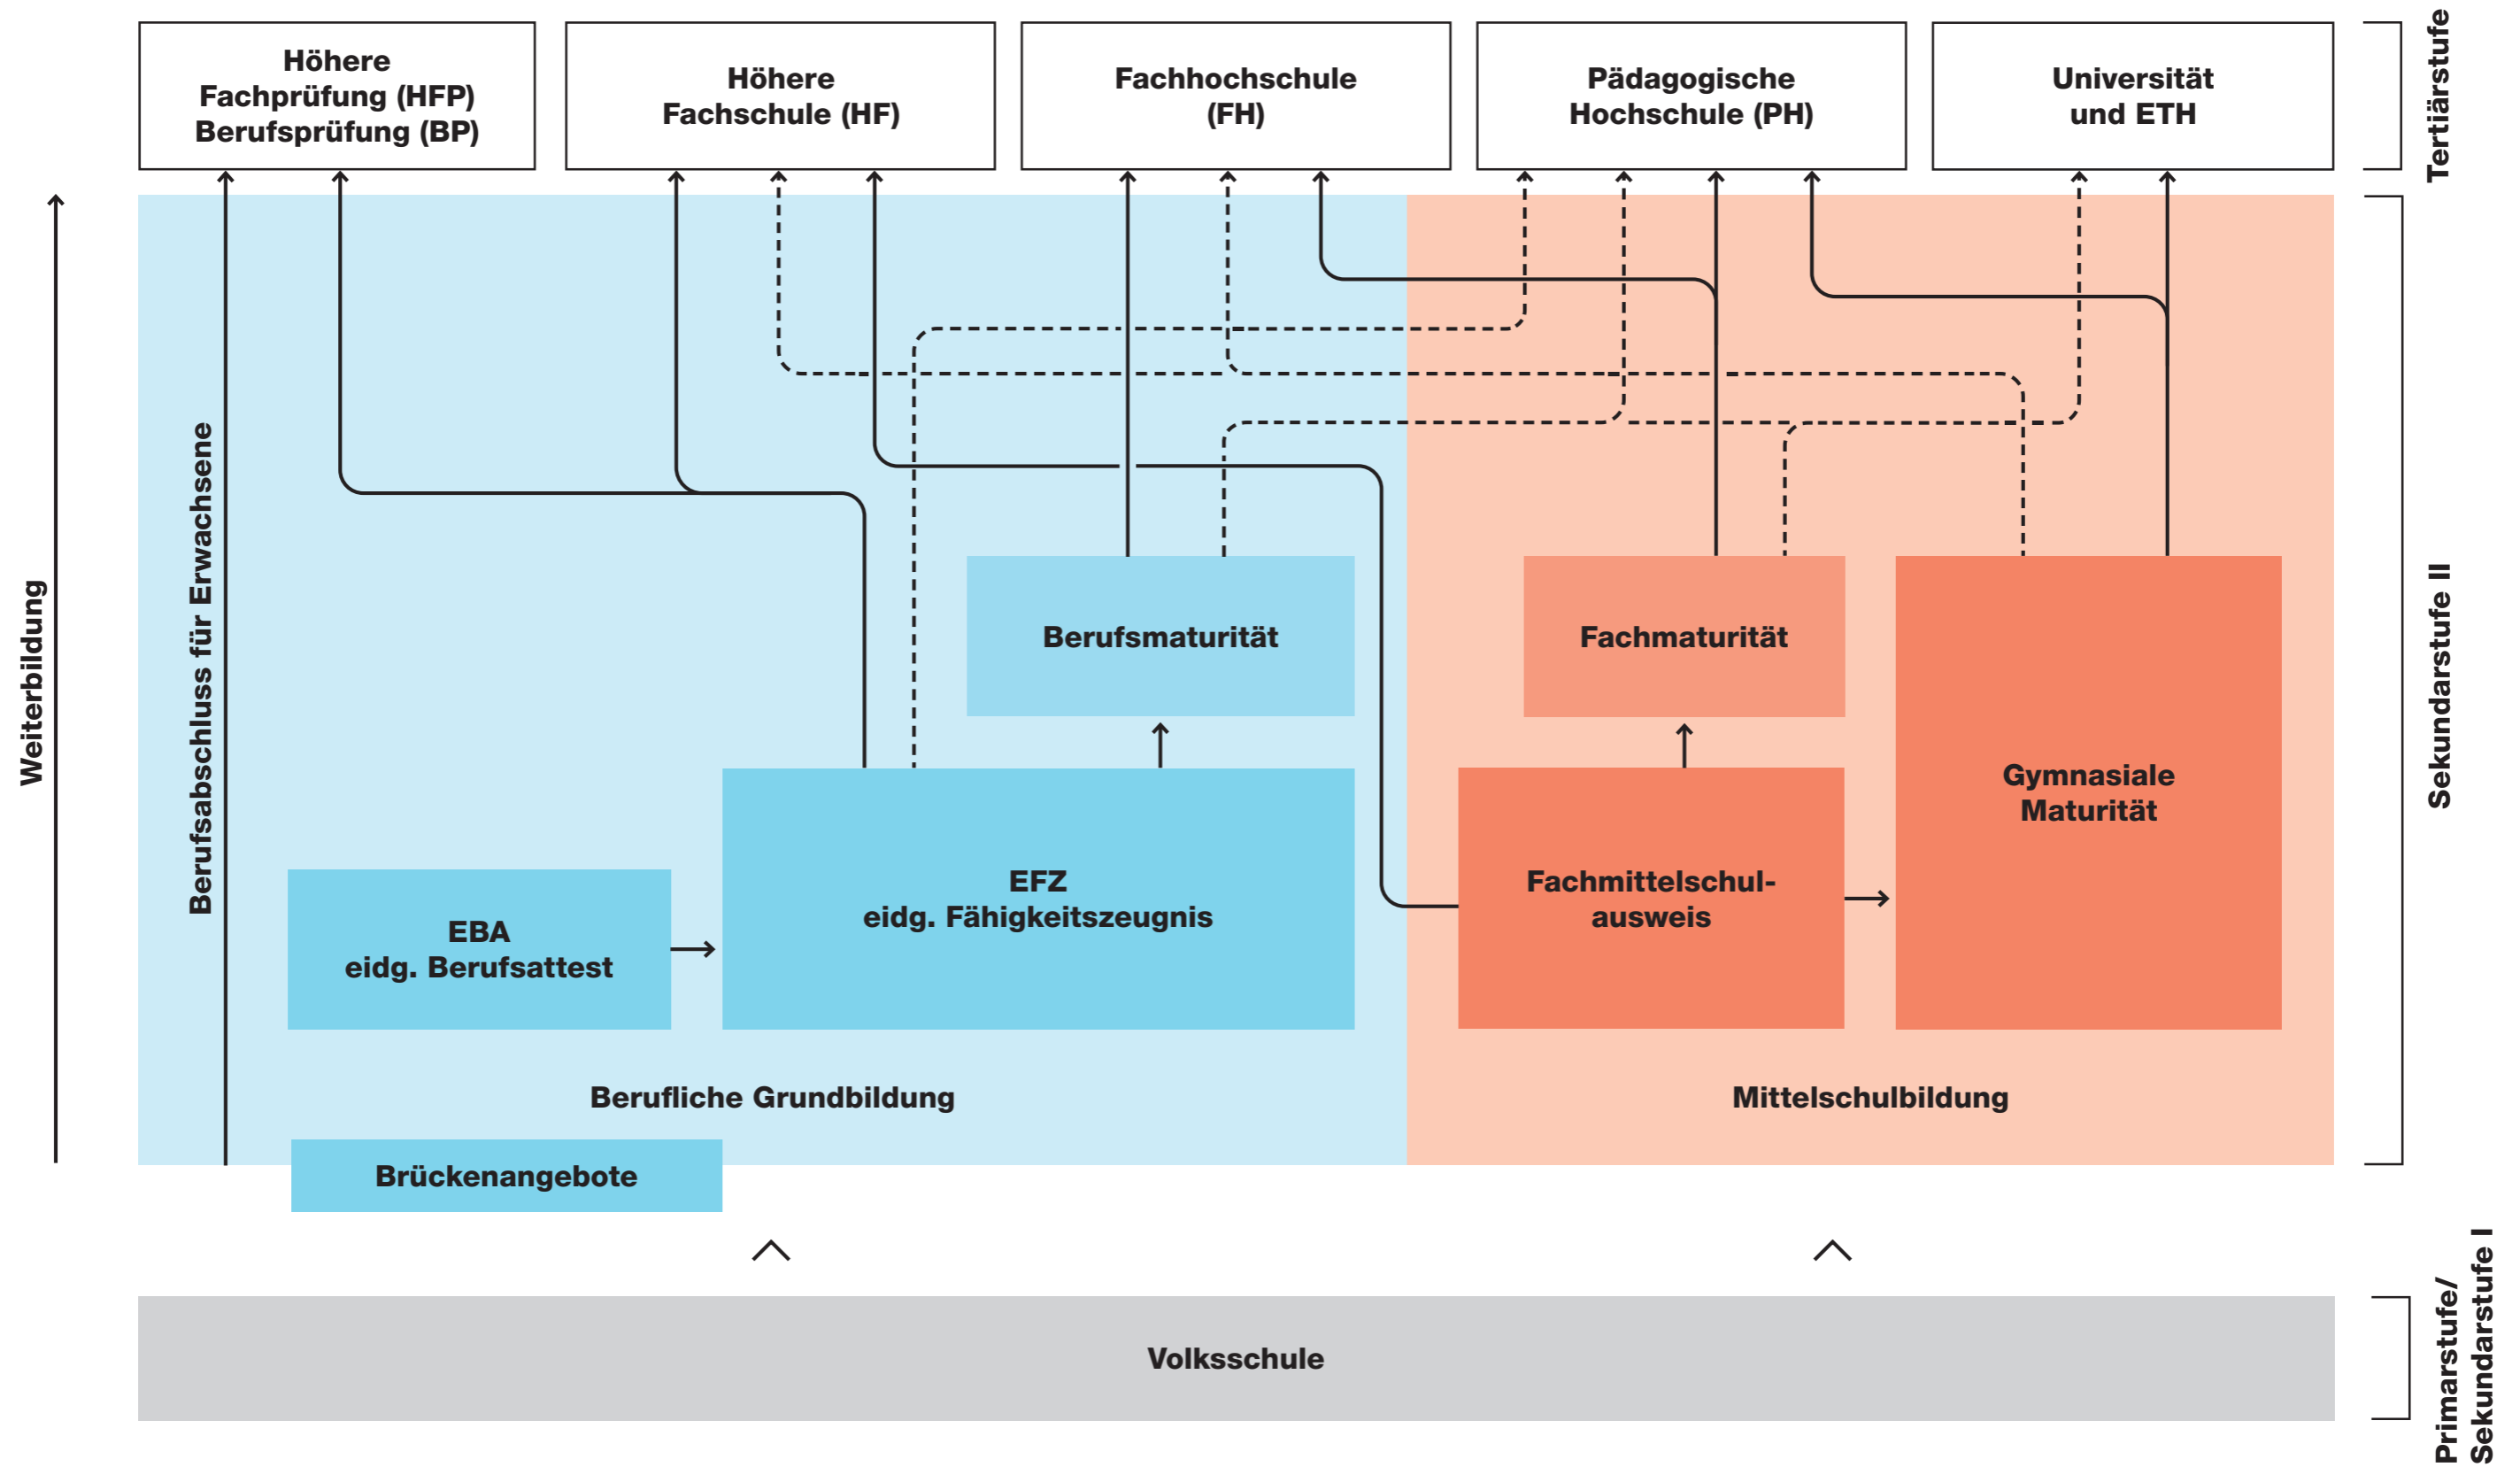 Höhere
Fachprüfung (HFP)
Berufsprüfung (BP)
Höhere
Fachschule (HF)
Fachhochschule
(FH)
Pädagogische
Hochschule (PH)
Universität
und ETH
Tertiärstufe
Weiterbildung
Berufsabschluss für Erwachsene
Berufsmaturität
Fachmaturität
Gymnasiale
Maturität
Sekundarstufe II
EBA
eidg. Berufsattest
EFZ
eidg. Fähigkeitszeugnis
Fachmittelschul-
ausweis
Berufliche Grundbildung
Mittelschulbildung
Brückenangebote
Volksschule
Primarstufe/
Sekundarstufe I